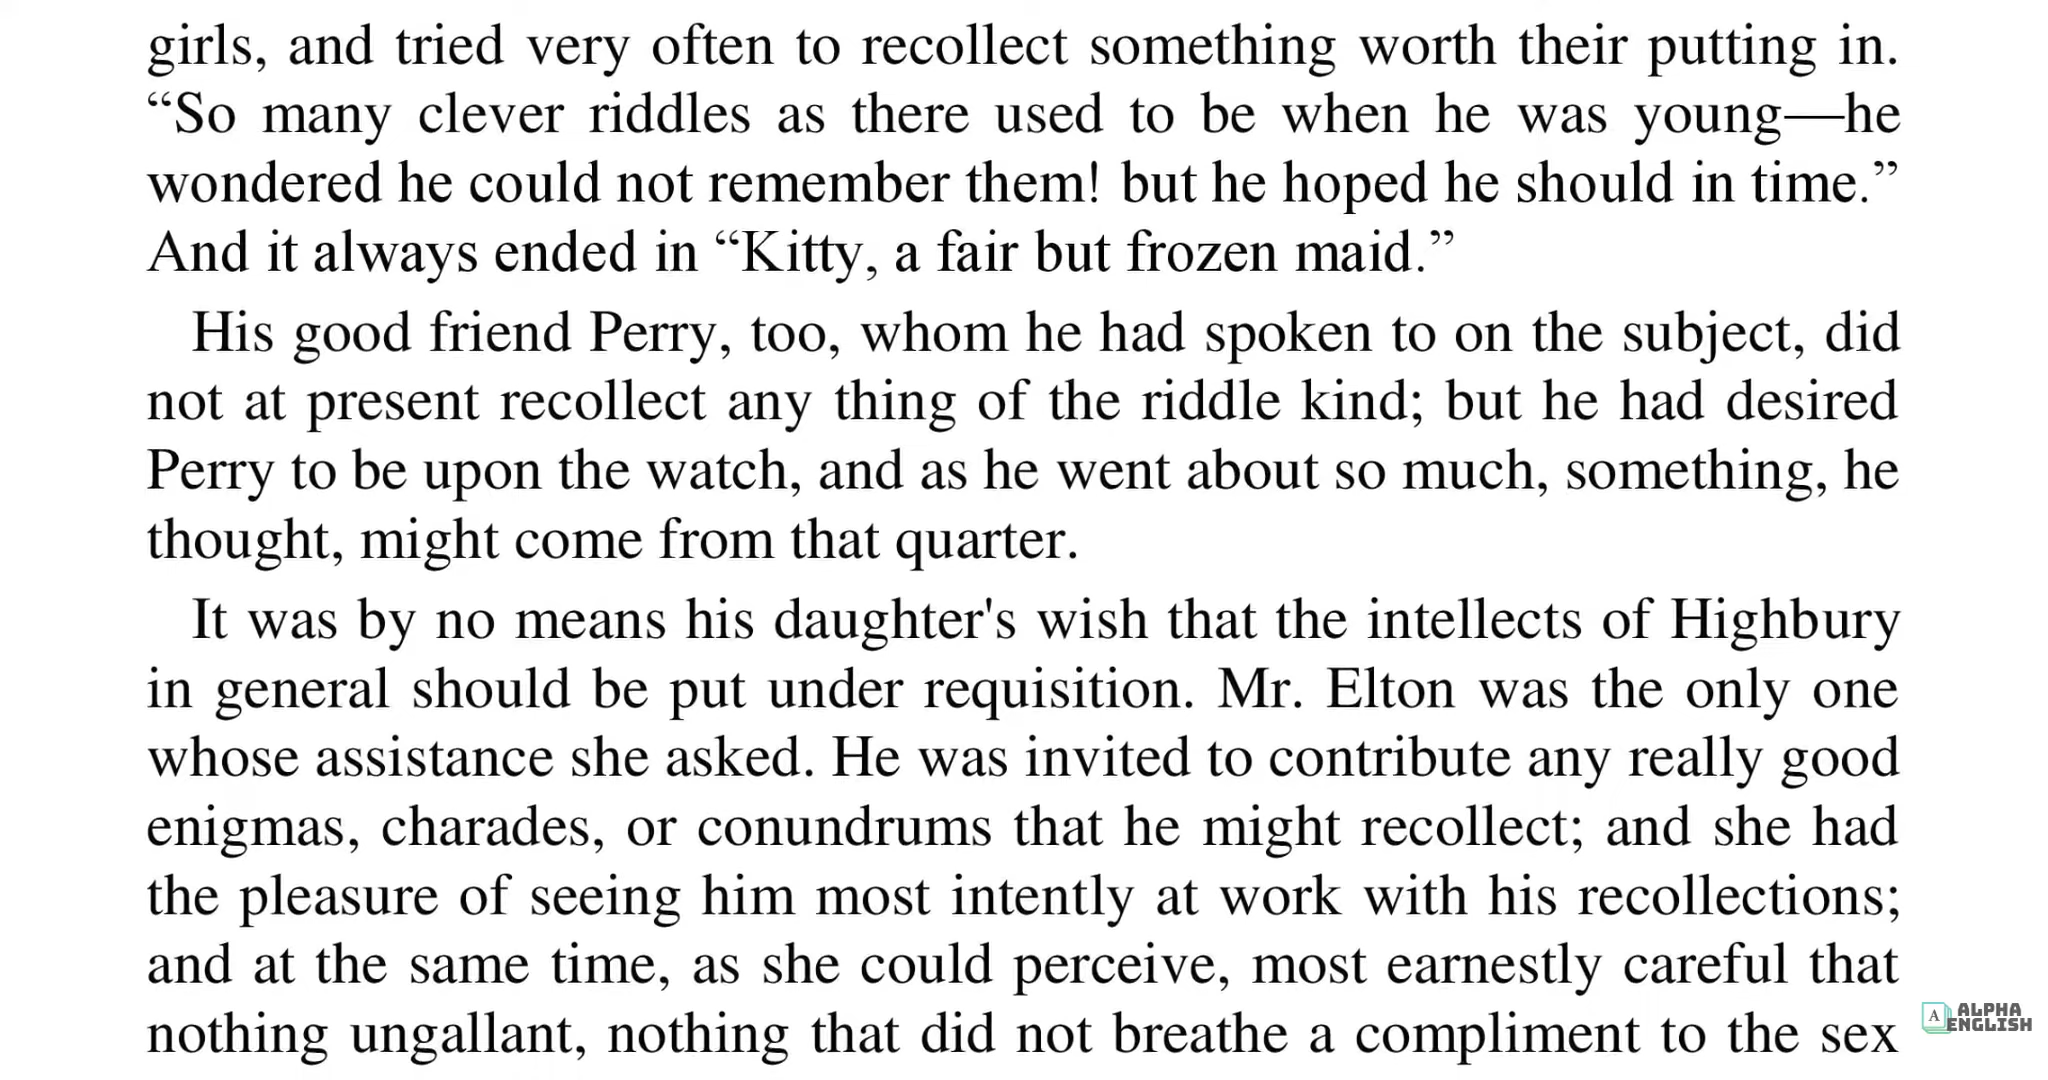 girls, and tried very often to recollect something worth their putting in.
“So many clever riddles as there used to be when he was young—he
wondered he could not remember them! but he hoped he should in time.”
And it always ended in “Kitty, a fair but frozen maid.”
His good friend Perry, too, whom he had spoken to on the subject, did
not at present recollect any thing of the riddle kind; but he had desired
Perry to be upon the watch, and as he went about so much, something, he
thought, might come from that quarter.
It was by no means his daughter's wish that the intellects of Highbury
in general should be put under requisition. Mr. Elton was the only one
whose assistance she asked. He was invited to contribute any really good
enigmas, charades, or conundrums that he might recollect; and she had
the pleasure of seeing him most intently at work with his recollections;
and at the same time, as she could perceive, most earnestly careful that
nothing ungallant, nothing that did not breathe a compliment to the sex
A ALPHA
ENGLISH